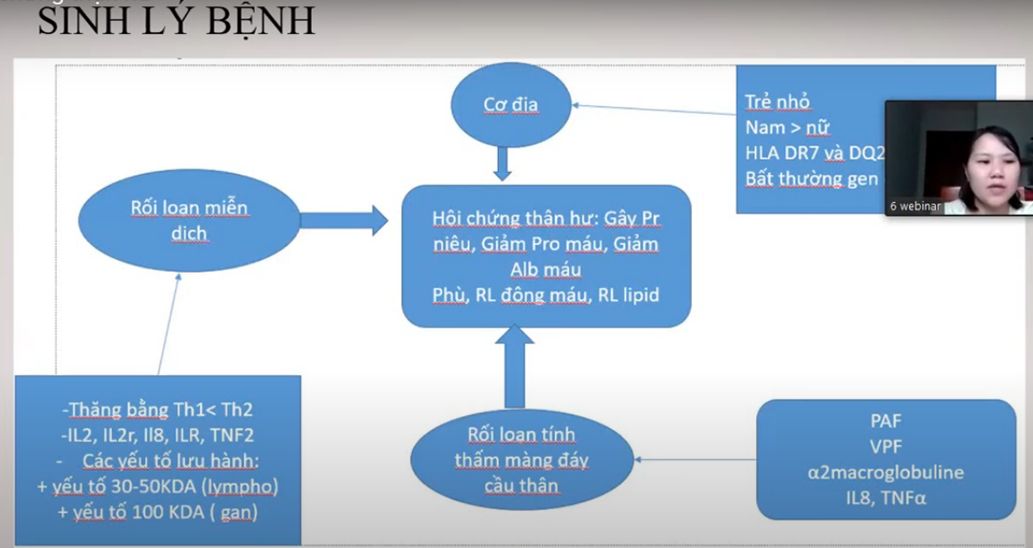 SINH LÝ BỆNH
Cơ địa
Trẻ nhỏ
Nam > nữ
HLA DR7 và DQ2
Bất thường gen
6 webinar
Rối loạn miễn
dịch
Hội chứng thận hư: Gây Pr
niêu, Giảm Pro máu, Giảm
Alb máu
Phù, RL đông máu, RL lipid
-Thăng bằng Th1< Th2
-IL2, IL2r, Il8, ILR, TNF2
- Các yếu tố lưu hành:
+ yếu tố 30-50KDA (lympho)
+ yếu tố 100 KDA ( gan)
Rối loạn tính
thấm màng đáy
cầu thân
PAF
VPF
α2macroglobuline
IL8, TNFα